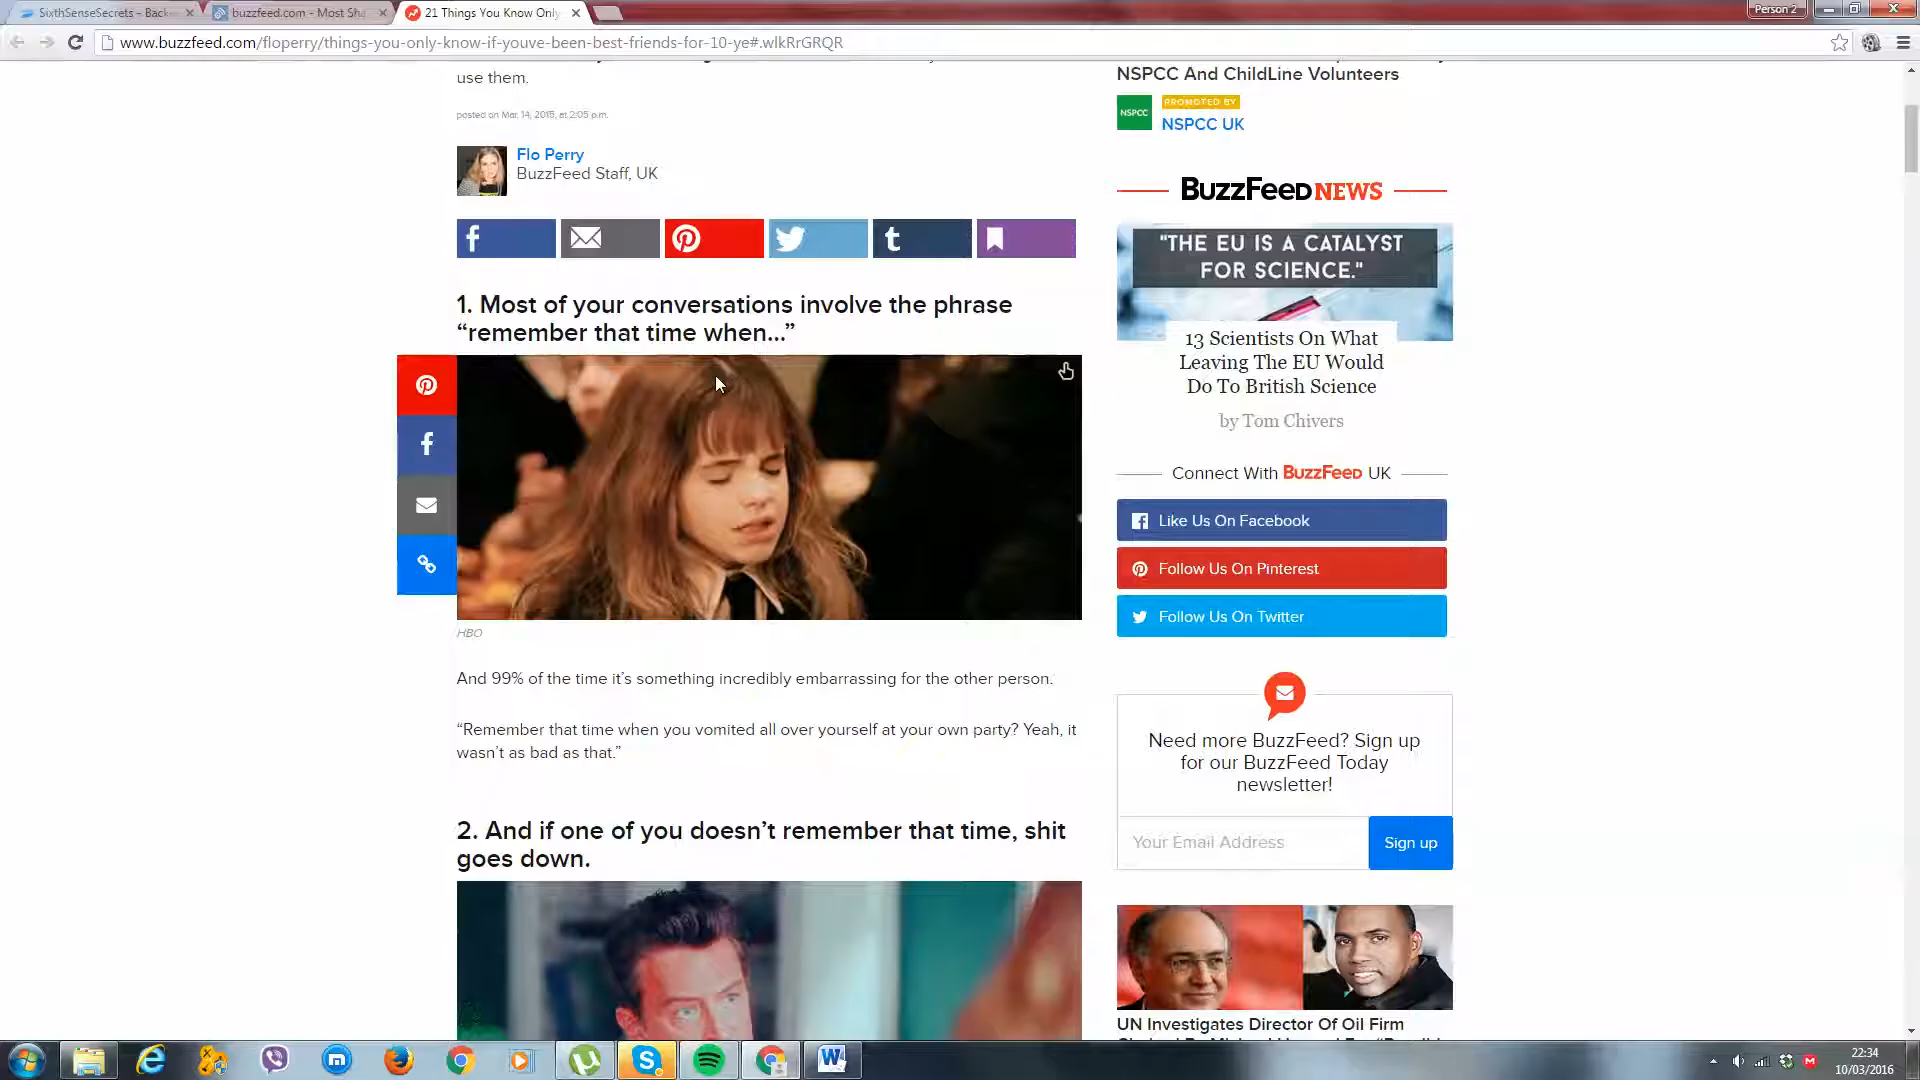 SixthSenseSecrets - Back
buzzfeed.com - Most Sha
21 Things You Know Only
Person 2
www.buzzfeed.com/floperry/things-you-only-know-if-youve-been-best-friends-for-10-ye#.wlkRrGRQR
use them.
posted on Mar. 14, 2015, at 2:05 p.m.
Flo Perry
BuzzFeed Staff, UK
1. Most of your conversations involve the phrase
“remember that time when...”
HBO
And 99% of the time it’s something incredibly embarrassing for the other person.
“Remember that time when you vomited all over yourself at your own party? Yeah, it
wasn’t as bad as that.”
2. And if one of you doesn’t remember that time, shit
goes down.
NSPCC And ChildLine Volunteers
NSPCC
PROMOTED BY
NSPCC UK
BuzzFeed NEWS
"THE EU IS A CATALYST
FOR SCIENCE."
13 Scientists On What
Leaving The EU Would
Do To British Science
by Tom Chivers
Connect With BuzzFeed UK
Like Us On Facebook
Follow Us On Pinterest
Follow Us On Twitter
Need more BuzzFeed? Sign up
for our BuzzFeed Today
newsletter!
Your Email Address
Sign up
UN Investigates Director Of Oil Firm
22:34
10/03/2016